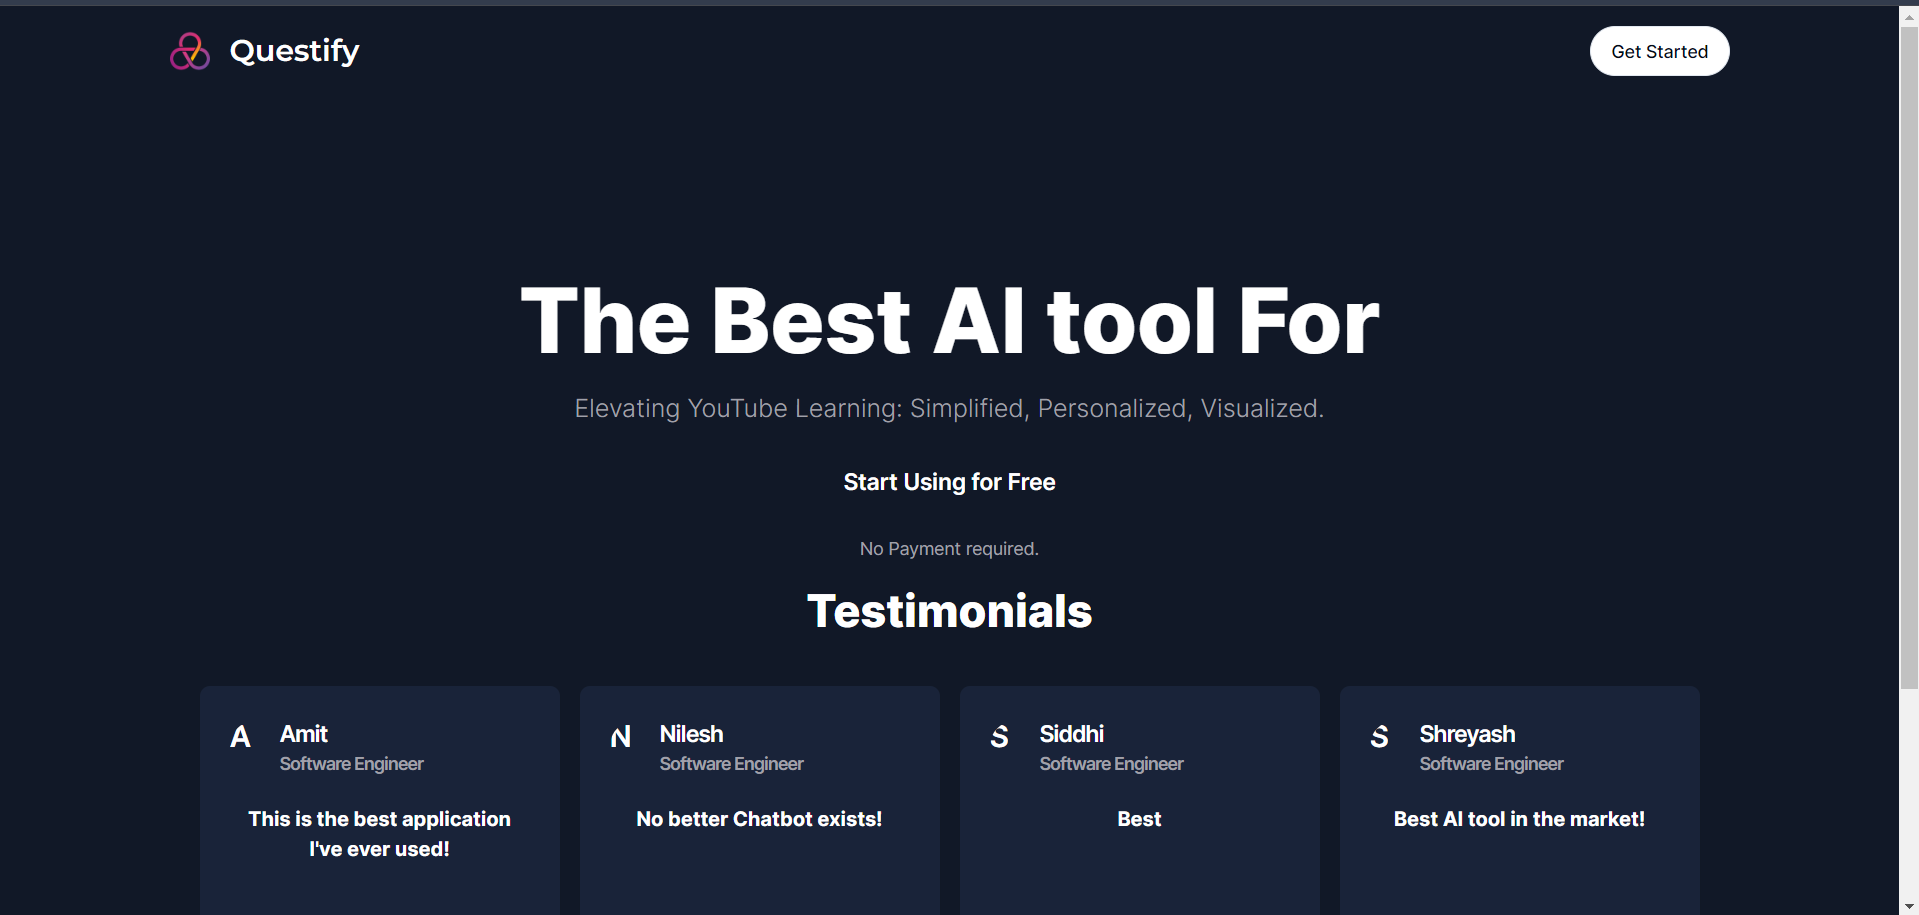 Questify
Get Started
The Best AI tool For
Elevating YouTube Learning: Simplified, Personalized, Visualized.
Start Using for Free
No Payment required.
Testimonials
A
Amit
Software Engineer
This is the best application
I've ever used!
N
Nilesh
Software Engineer
No better Chatbot exists!
S
Siddhi
Software Engineer
Best
S
Shreyash
Software Engineer
Best AI tool in the market!